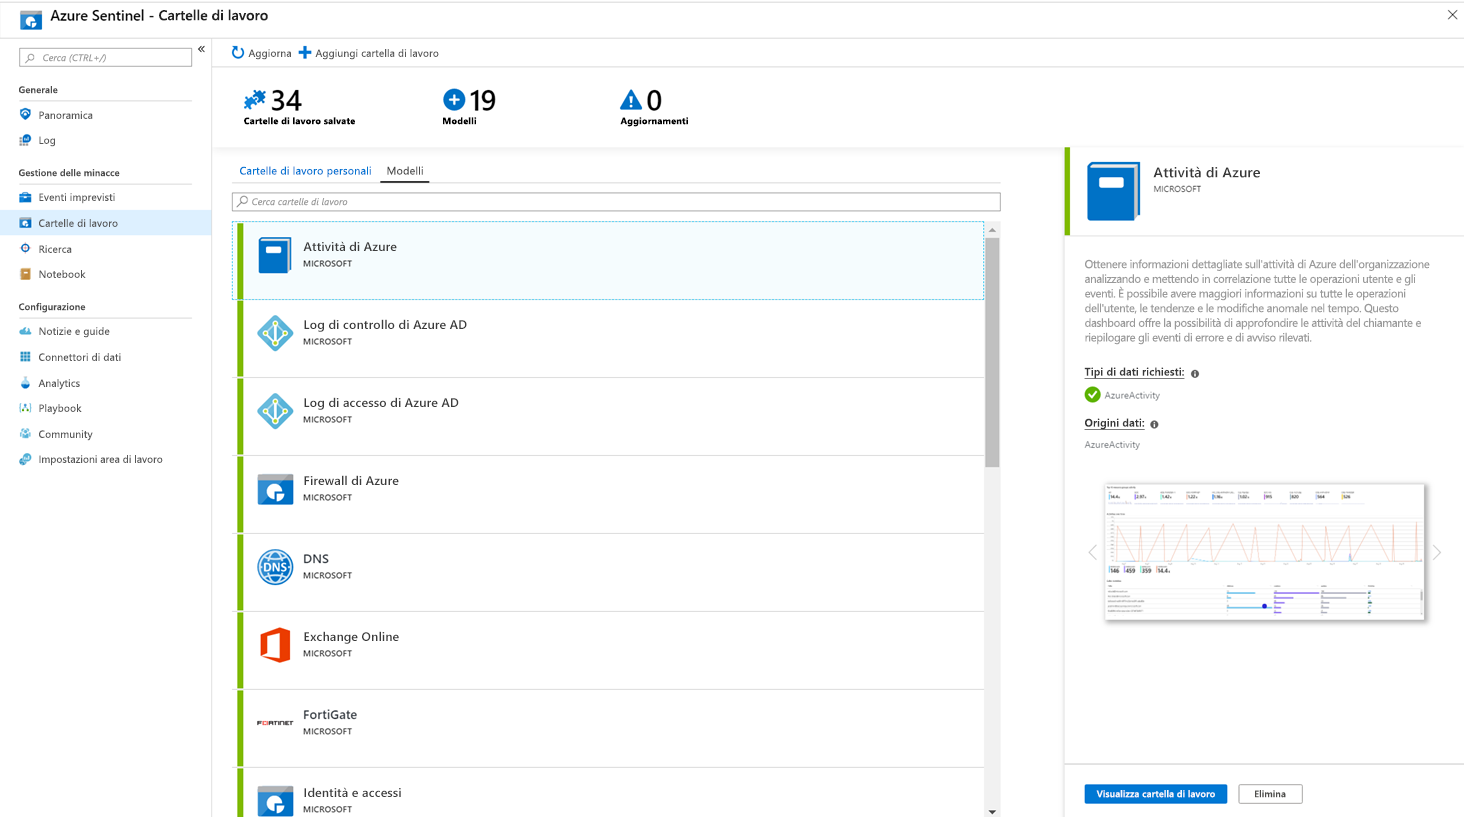 Azure Sentinel - Cartelle di lavoro
Cerca (CTRL+/)
«
Generale
Panoramica
Log
Gestione delle minacce
Eventi imprevisti
Cartelle di lavoro
Ricerca
Notebook
Configurazione
Notizie e guide
Connettori di dati
Analytics
Playbook
Community
Impostazioni area di lavoro
Aggiorna
Aggiungi cartella di lavoro
34
Cartelle di lavoro salvate
19
Modelli
0
Aggiornamenti
Cartelle di lavoro personali
Modelli
Cerca cartelle di lavoro
Attività di Azure
MICROSOFT
Log di controllo di Azure AD
MICROSOFT
Log di accesso di Azure AD
MICROSOFT
Firewall di Azure
MICROSOFT
DNS
DNS
MICROSOFT
Exchange Online
MICROSOFT
FORTINET
FortiGate
MICROSOFT
Identità e accessi
MICROSOFT
Attività di Azure
MICROSOFT
Ottenere informazioni dettagliate sull'attività di Azure dell'organizzazione
analizzando e mettendo in correlazione tutte le operazioni utente e gli
eventi. È possibile avere maggiori informazioni su tutte le operazioni
dell'utente, le tendenze e le modifiche anomale nel tempo. Questo
dashboard offre la possibilità di approfondire le attività del chiamante e
riepilogare gli eventi di errore e di avviso rilevati.
Tipi di dati richiesti:
AzureActivity
Origini dati:
AzureActivity
146 459 359 14.4
Visualizza cartella di lavoro
Elimina